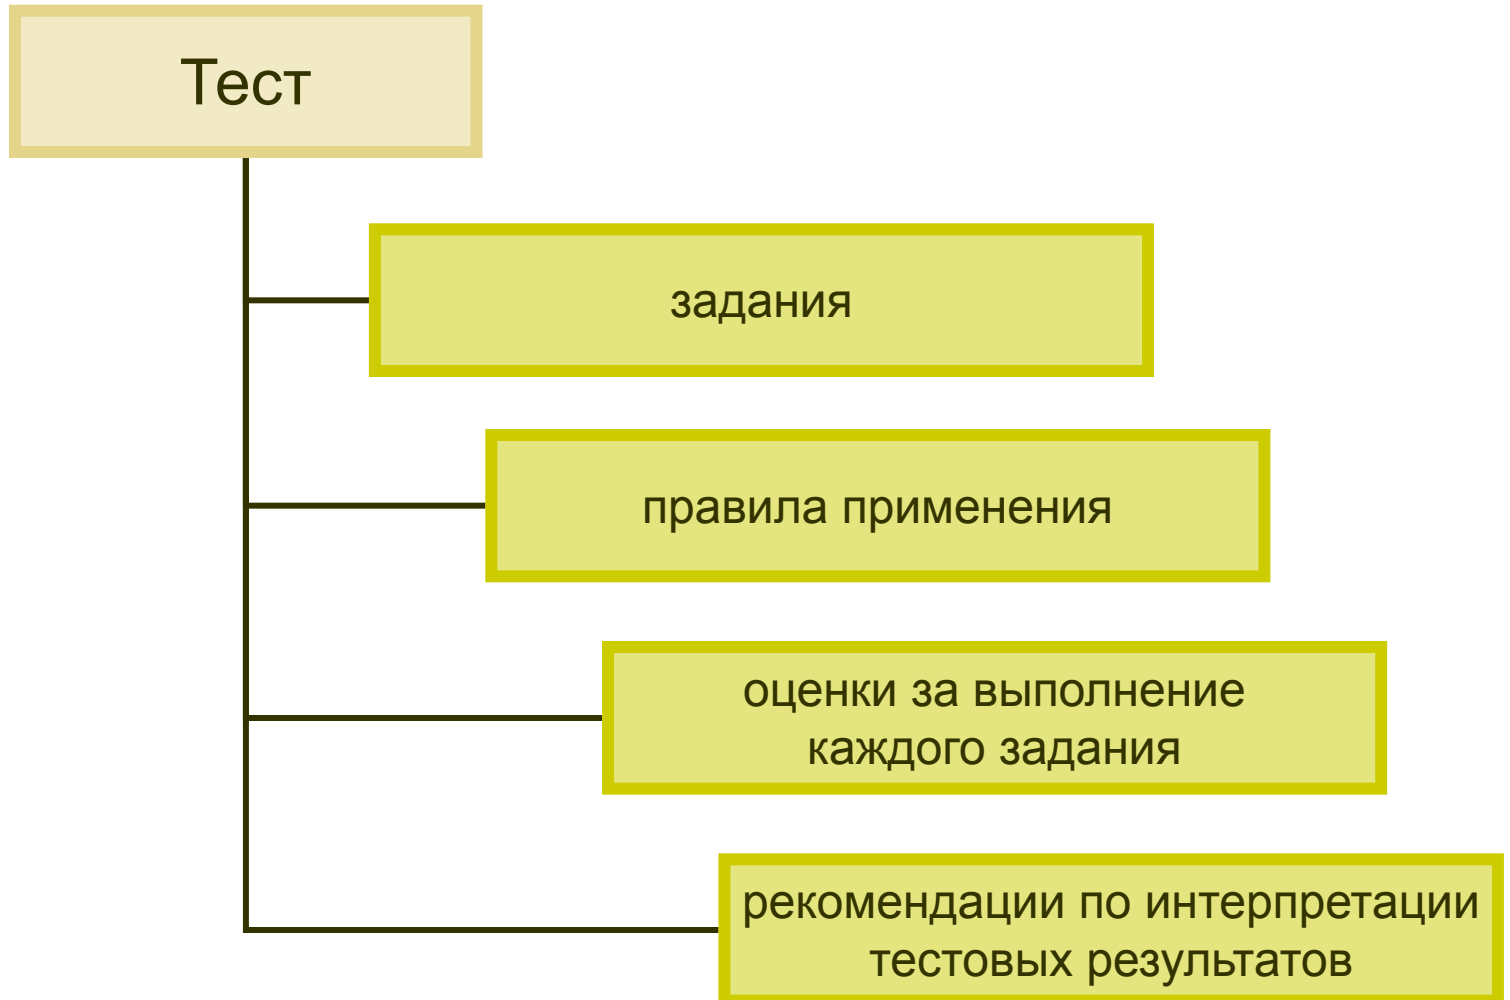 Тест
задания
правила применения
оценки за выполнение
каждого задания
рекомендации по интерпретации
тестовых результатов